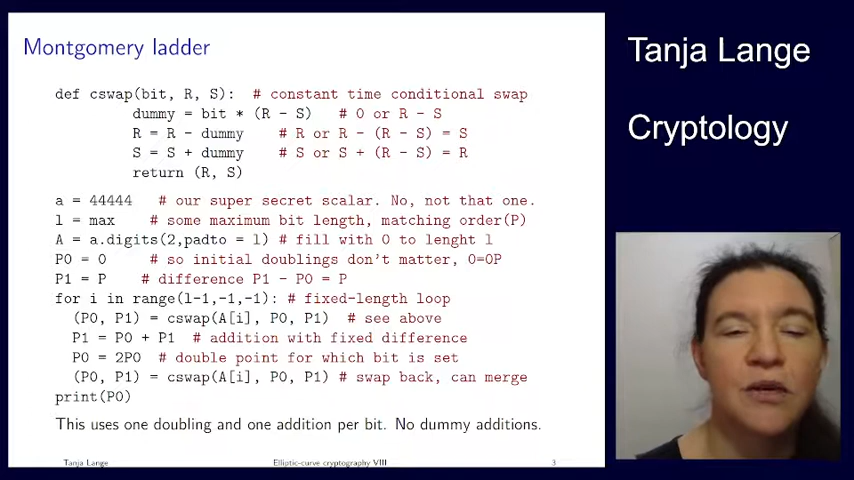 Montgomery ladder
def cswap(bit, R, S): # constant time conditional swap
dummy = bit * (R - S) # 0 or R - S
R = R - dummy # R or R - (R - S) = S
S = S + dummy # S or S + (R - S) = R
return (R, S)
a = 44444 # our super secret scalar. No, not that one.
l = max # some maximum bit length, matching order(P)
A = a.digits(2,padto = l) # fill with 0 to lenght l
P0 = 0 # so initial doublings don't matter, 0=0P
P1 = P # difference P1 - P0 = P
for i in range(l-1,-1,-1): # fixed-length loop
(P0, P1) = cswap(A[i], P0, P1) # see above
P1 = P0 + P1 # addition with fixed difference
P0 = 2P0 # double point for which bit is set
(P0, P1) = cswap(A[i], P0, P1) # swap back, can merge
print(P0)
This uses one doubling and one addition per bit. No dummy additions.
Tanja Lange Elliptic-curve cryptography VIII 3
Tanja Lange
Cryptology